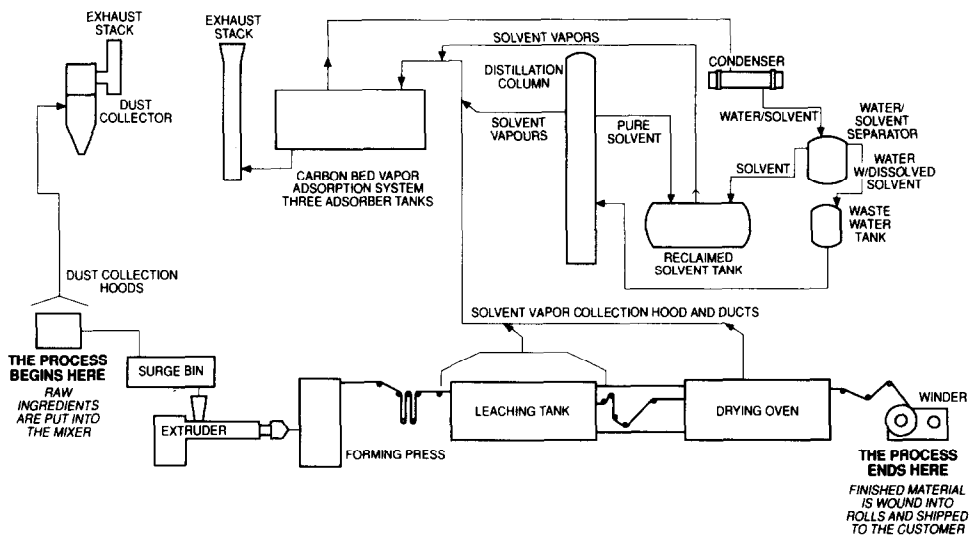 EXHAUST
STACK
DUST
COLLECTOR
DUST COLLECTION
HOODS
THE PROCESS
BEGINS HERE
RAW
INGREDIENTS
ARE PUT INTO
THE MIXER
SURGE BIN
EXTRUDER
FORMING PRESS
EXHAUST
STACK
CARBON BED VAPOR
ADSORPTION SYSTEM
THREE ADSORBER TANKS
SOLVENT VAPORS
DISTILLATION
COLUMN
SOLVENT
VAPOURS
PURE
SOLVENT
CONDENSER
WATER/SOLVENT
WATER/
SOLVENT
SEPARATOR
SOLVENT
WATER
W/DISSOLVED
SOLVENT
WASTE
WATER
TANK
RECLAIMED
SOLVENT TANK
SOLVENT VAPOR COLLECTION HOOD AND DUCTS
LEACHING TANK
DRYING OVEN
WINDER
THE PROCESS
ENDS HERE
FINISHED MATERIAL
IS WOUND INTO
ROLLS AND SHIPPED
TO THE CUSTOMER